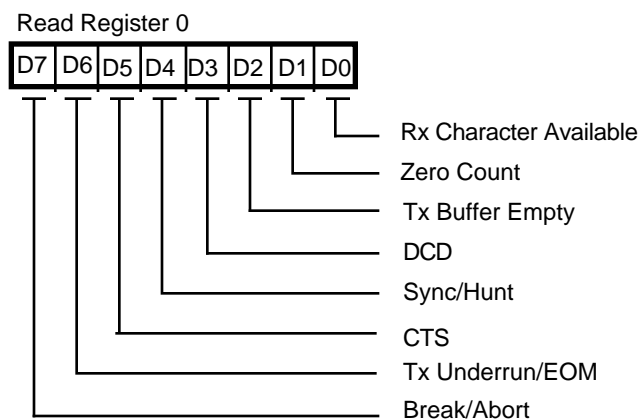 Read Register 0
D7 D6 D5 D4 D3 D2 D1 D0
Rx Character Available
Zero Count
Tx Buffer Empty
DCD
Sync/Hunt
CTS
Tx Underrun/EOM
Break/Abort